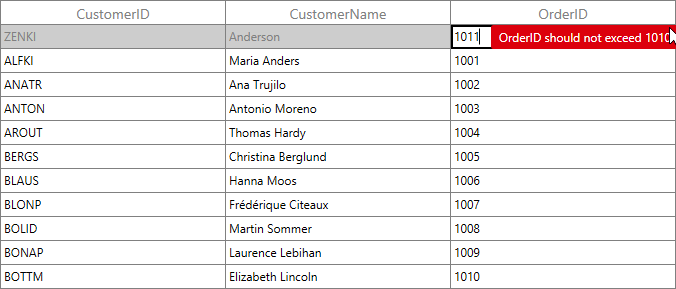 CustomerID CustomerName OrderID
ZENKI Anderson 1011 OrderID should not exceed 1010
ALFKI Maria Anders 1001
ANATR Ana Trujilo 1002
ANTON Antonio Moreno 1003
AROUT Thomas Hardy 1004
BERGS Christina Berglund 1005
BLAUS Hanna Moos 1006
BLONP Frédérique Citeaux 1007
BOLID Martin Sommer 1008
BONAP Laurence Lebihan 1009
BOTTM Elizabeth Lincoln 1010